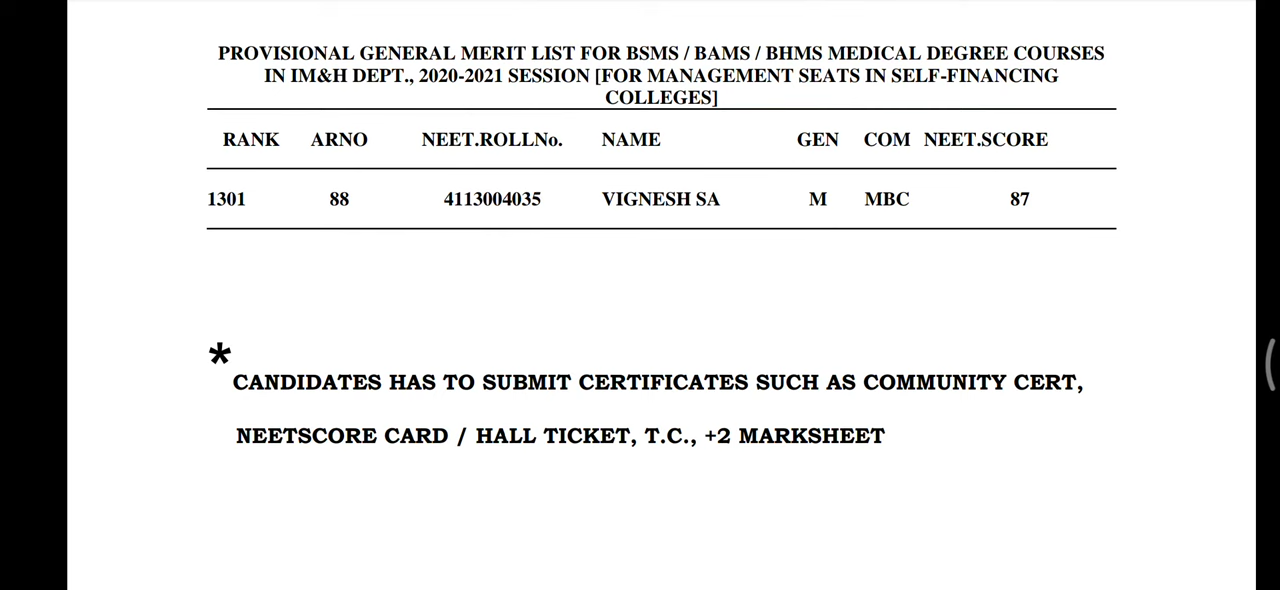 PROVISIONAL GENERAL MERIT LIST FOR BSMS / BAMS / BHMS MEDICAL DEGREE COURSES
IN IM&H DEPT., 2020-2021 SESSION [FOR MANAGEMENT SEATS IN SELF-FINANCING
COLLEGES]
RANK ARNO NEET.ROLLNo. NAME GEN COM NEET.SCORE
1301 88 4113004035 VIGNESH SA M MBC 87
* CANDIDATES HAS TO SUBMIT CERTIFICATES SUCH AS COMMUNITY CERT,
NEETSCORE CARD / HALL TICKET, T.C., +2 MARKSHEET